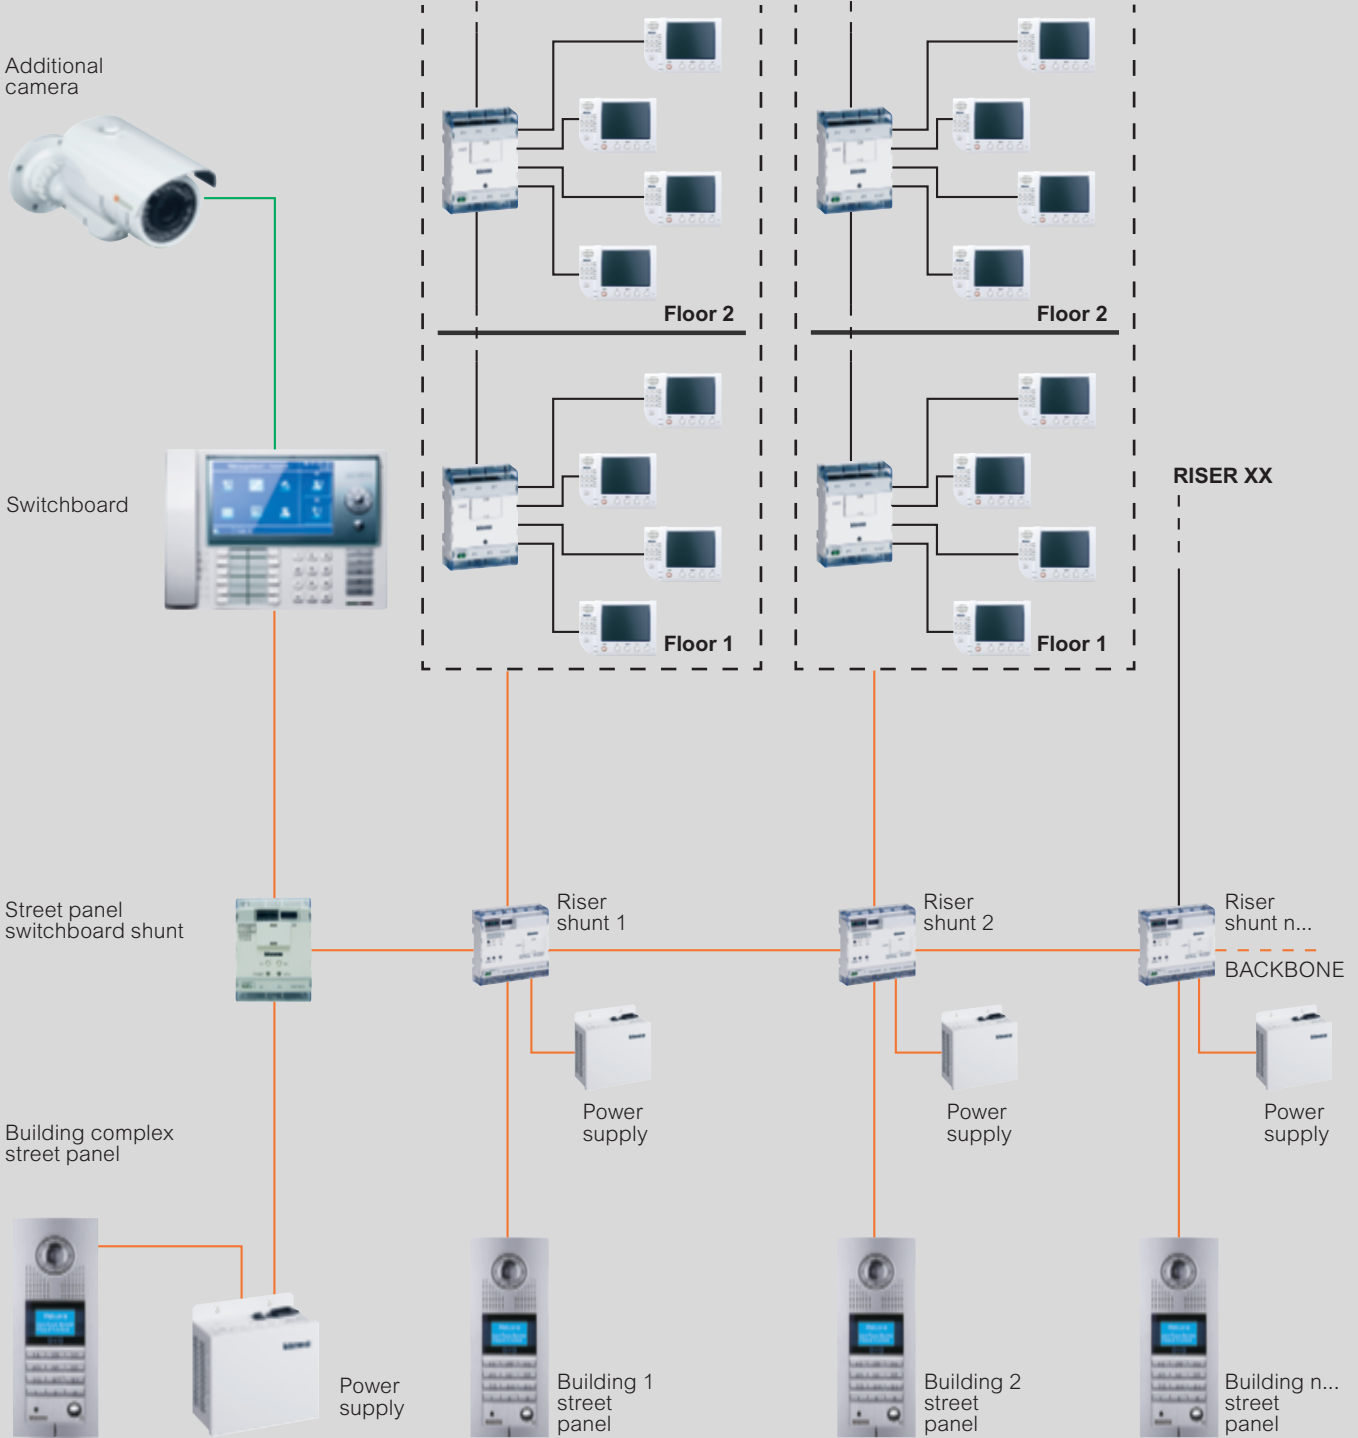 Additional
camera
Floor 2
Floor 2
Switchboard
RISER XX
Floor 1
Floor 1
Street panel
switchboard shunt
Riser
shunt 1
Riser
shunt 2
Riser
shunt n...
BACKBONE
Power
supply
Power
supply
Power
supply
Building complex
street panel
Power
supply
Building 1
street
panel
Building 2
street
panel
Building n...
street
panel